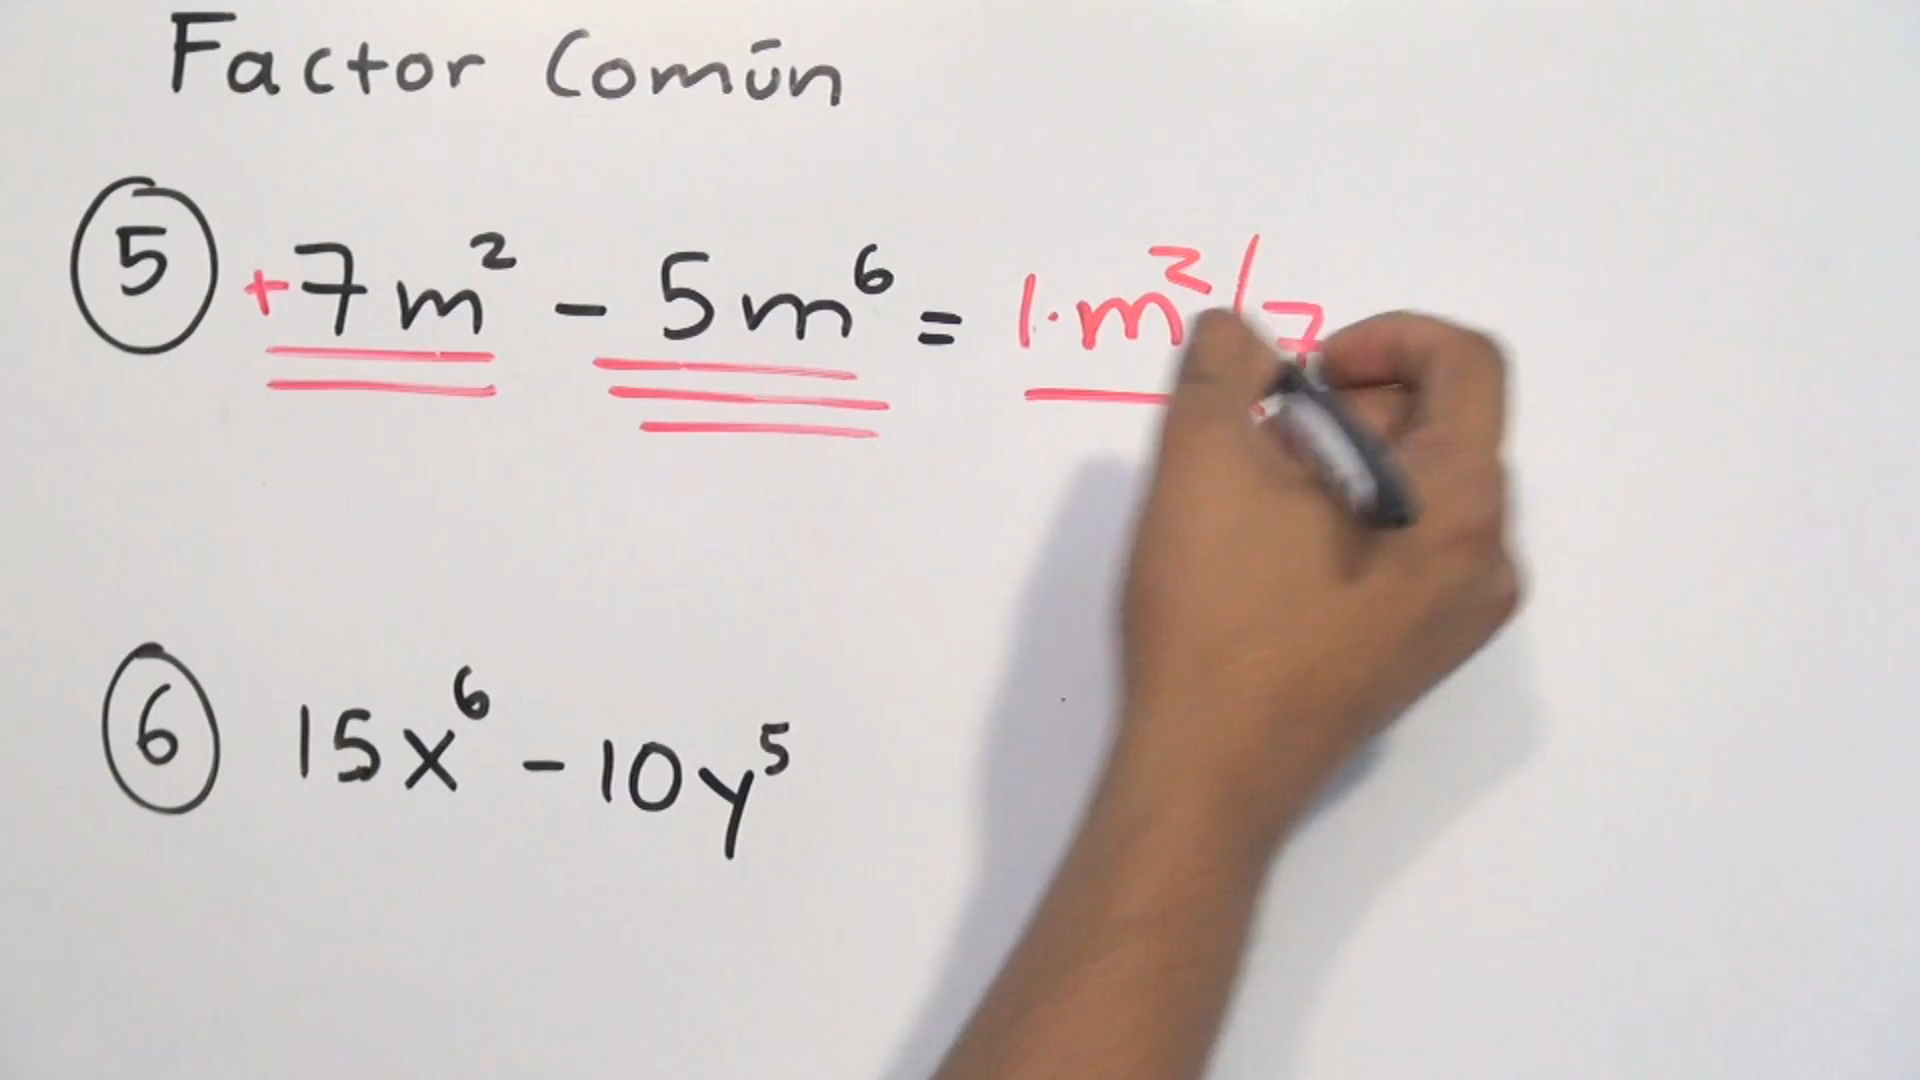 Factor Común
5 +7m² - 5m⁶ = 1·m²(7
6 15x⁶ - 10y⁵